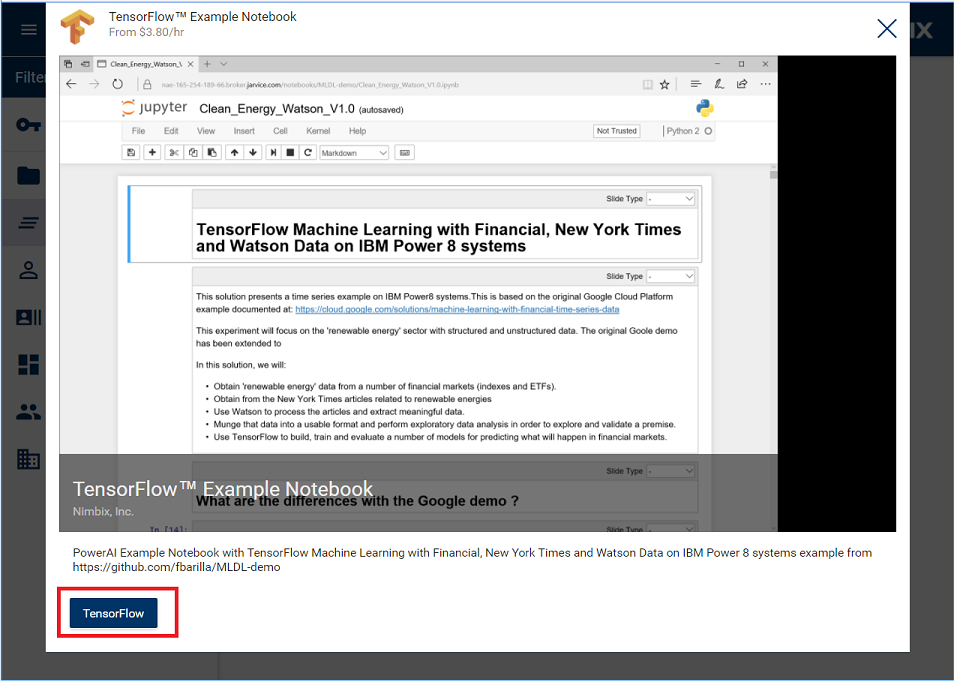 TensorFlow™ Example Notebook
From $3.80/hr
IX
Filte
Clean_Energy_Watson_V
nae-165-254-189-66.broker.jarvice.com/notebooks/MLDL-demo/Clean_Energy_Watson_V1.0.ipynb
jupyter Clean_Energy_Watson_V1.0 (autosaved)
File Edit View Insert Cell Kernel Help Not Trusted Python 2
Markdown
Slide Type -
TensorFlow Machine Learning with Financial, New York Times
and Watson Data on IBM Power 8 systems
Slide Type -
This solution presents a time series example on IBM Power8 systems.This is based on the original Google Cloud Platform
example documented at: https://cloud.google.com/solutions/machine-learning-with-financial-time-series-data
This experiment will focus on the 'renewable energy' sector with structured and unstructured data. The original Goole demo
has been extended to
In this solution, we will:
• Obtain 'renewable energy' data from a number of financial markets (indexes and ETFs).
• Obtain from the New York Times articles related to renewable energies
• Use Watson to process the articles and extract meaningful data.
• Munge that data into a usable format and perform exploratory data analysis in order to explore and validate a premise.
• Use TensorFlow to build, train and evaluate a number of models for predicting what will happen in financial markets.
Slide Type -
TensorFlow™ Example Notebook
What are the differences with the Google demo ?
Nimbix, Inc.
In [14]:
Slide Type -
PowerAI Example Notebook with TensorFlow Machine Learning with Financial, New York Times and Watson Data on IBM Power 8 systems example from
https://github.com/fbarilla/MLDL-demo
TensorFlow